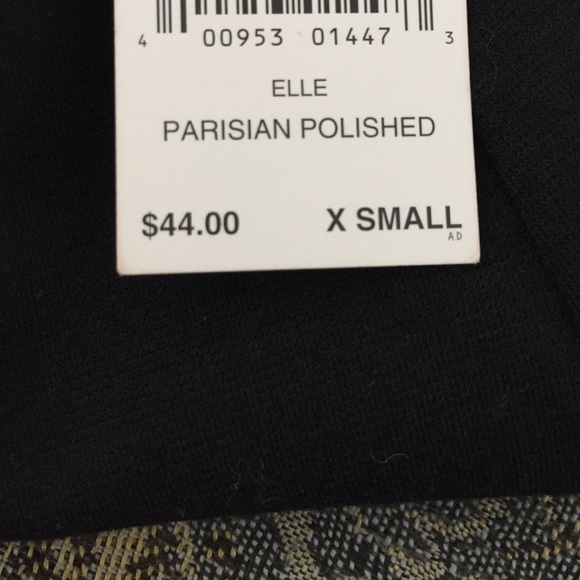 4 00953 01447 3
ELLE
PARISIAN POLISHED
$44.00 X SMALL
AD